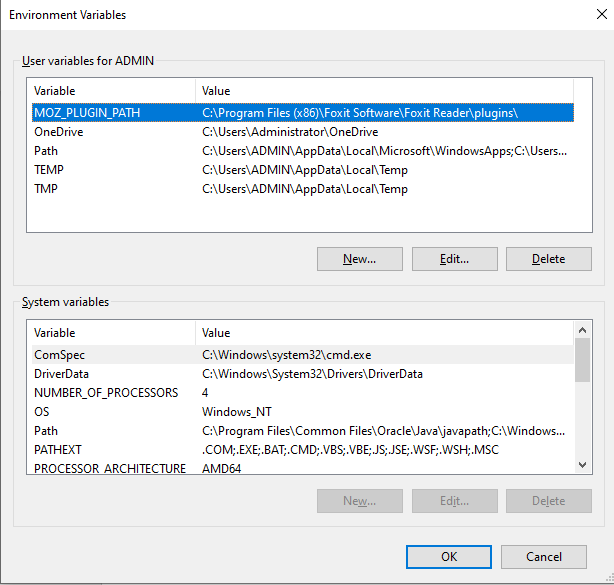 Environment Variables
User variables for ADMIN
Variable Value
MOZ_PLUGIN_PATH C:\Program Files (x86)\Foxit Software\Foxit Reader\plugins\
OneDrive C:\Users\Administrator\OneDrive
Path C:\Users\ADMIN\AppData\Local\Microsoft\WindowsApps;C:\Users...
TEMP C:\Users\ADMIN\AppData\Local\Temp
TMP C:\Users\ADMIN\AppData\Local\Temp
New... Edit... Delete
System variables
Variable Value
ComSpec C:\Windows\system32\cmd.exe
DriverData C:\Windows\System32\Drivers\DriverData
NUMBER_OF_PROCESSORS 4
OS Windows_NT
Path C:\Program Files\Common Files\Oracle\Java\javapath;C:\Windows...
PATHEXT .COM;.EXE;.BAT;.CMD;.VBS;.VBE;.JS;.JSE;.WSF;.WSH;.MSC
PROCESSOR_ARCHITECTURE AMD64
New... Edit... Delete
OK Cancel